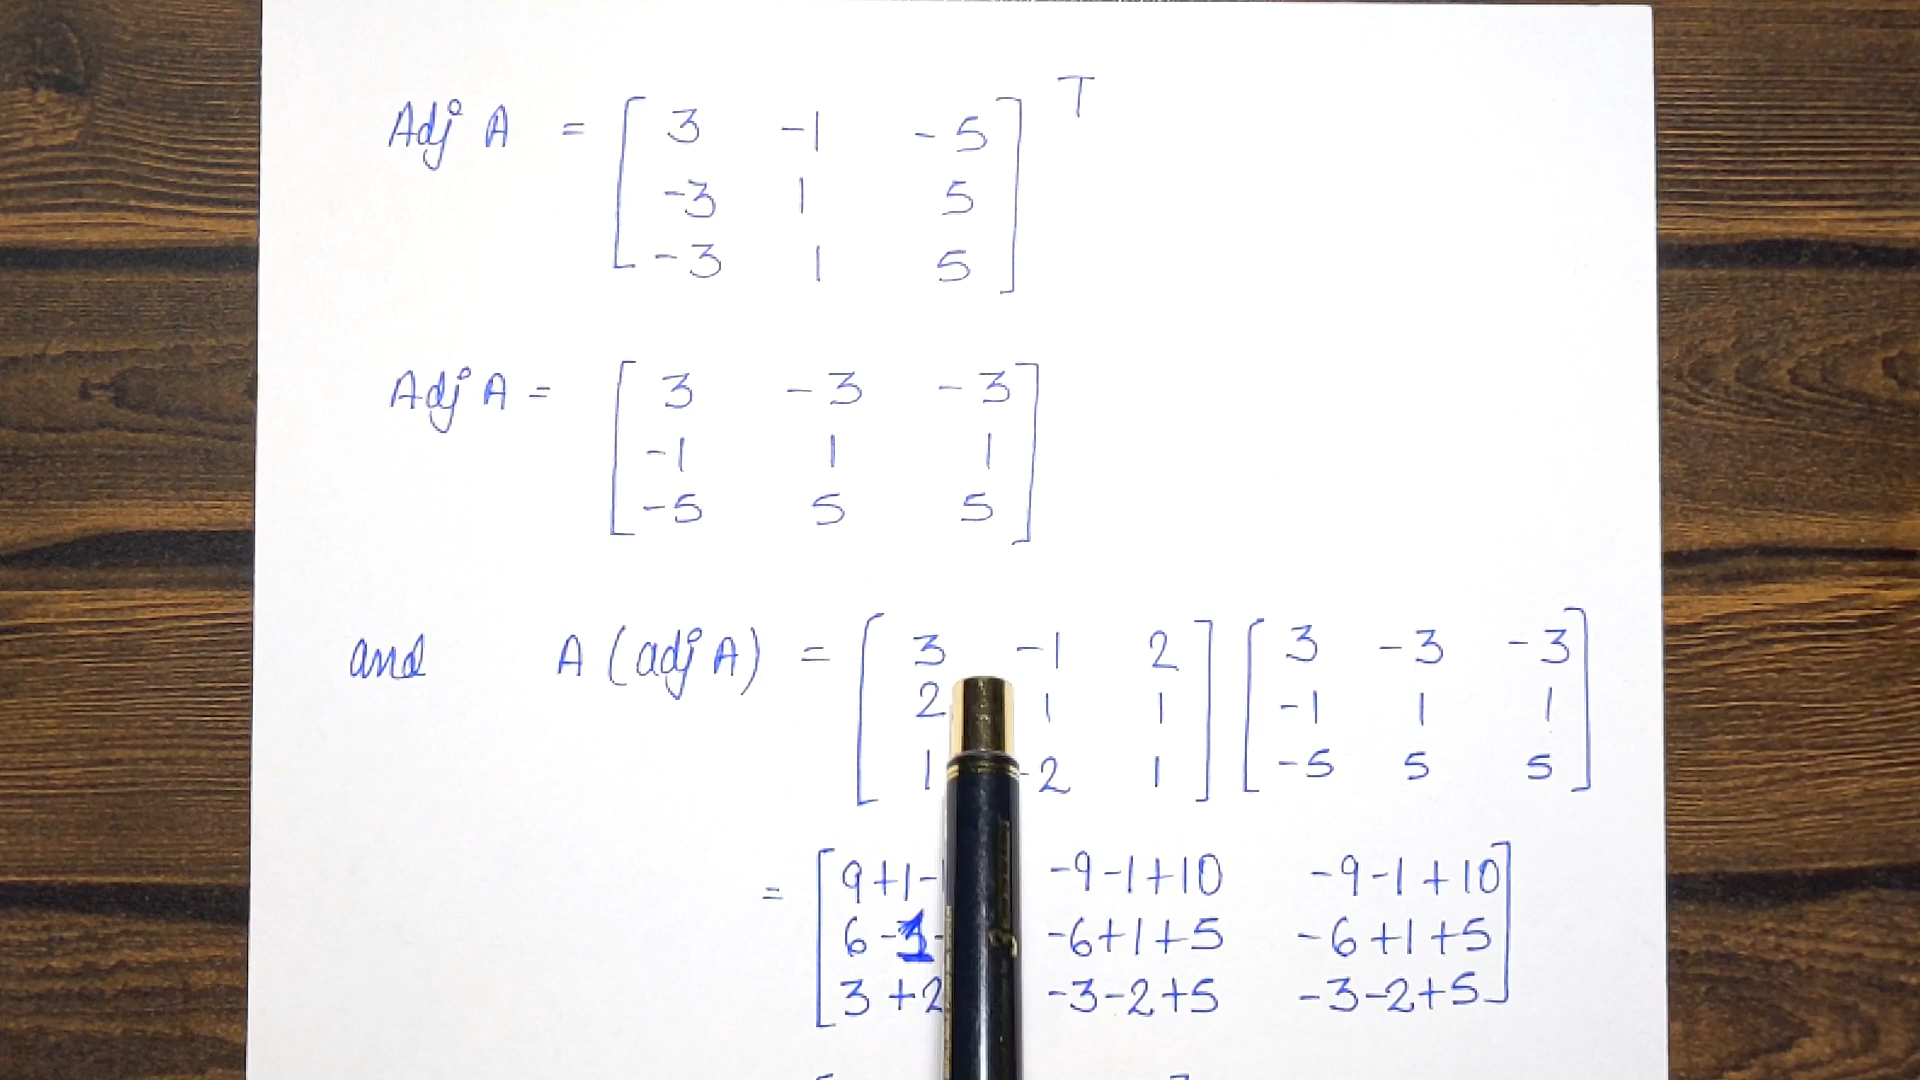 Adj A = [ 3 -1 -5 ] T
-3 1 5
-3 1 5
Adj A = [ 3 -3 -3 ]
-1 1 1
-5 5 5
and A (adj A) = [ 3 -1 2 ] [ 3 -3 -3 ]
2 1 1 -1 1 1
1 -2 1 -5 5 5
= [ 9+1- -9-1+10 -9-1+10 ]
6-1- -6+1+5 -6+1+5
3+2 -3-2+5 -3-2+5